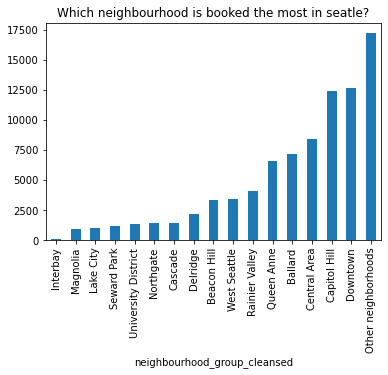 Which neighbourhood is booked the most in seatle?
17500
15000
12500
10000
7500
5000
2500
0
Interbay
Magnolia
Lake City
Seward Park
University District
Northgate
Cascade
Delridge
Beacon Hill
West Seattle
Rainier Valley
Queen Anne
Ballard
Central Area
Capitol Hill
Downtown
Other neighborhoods
neighbourhood_group_cleansed